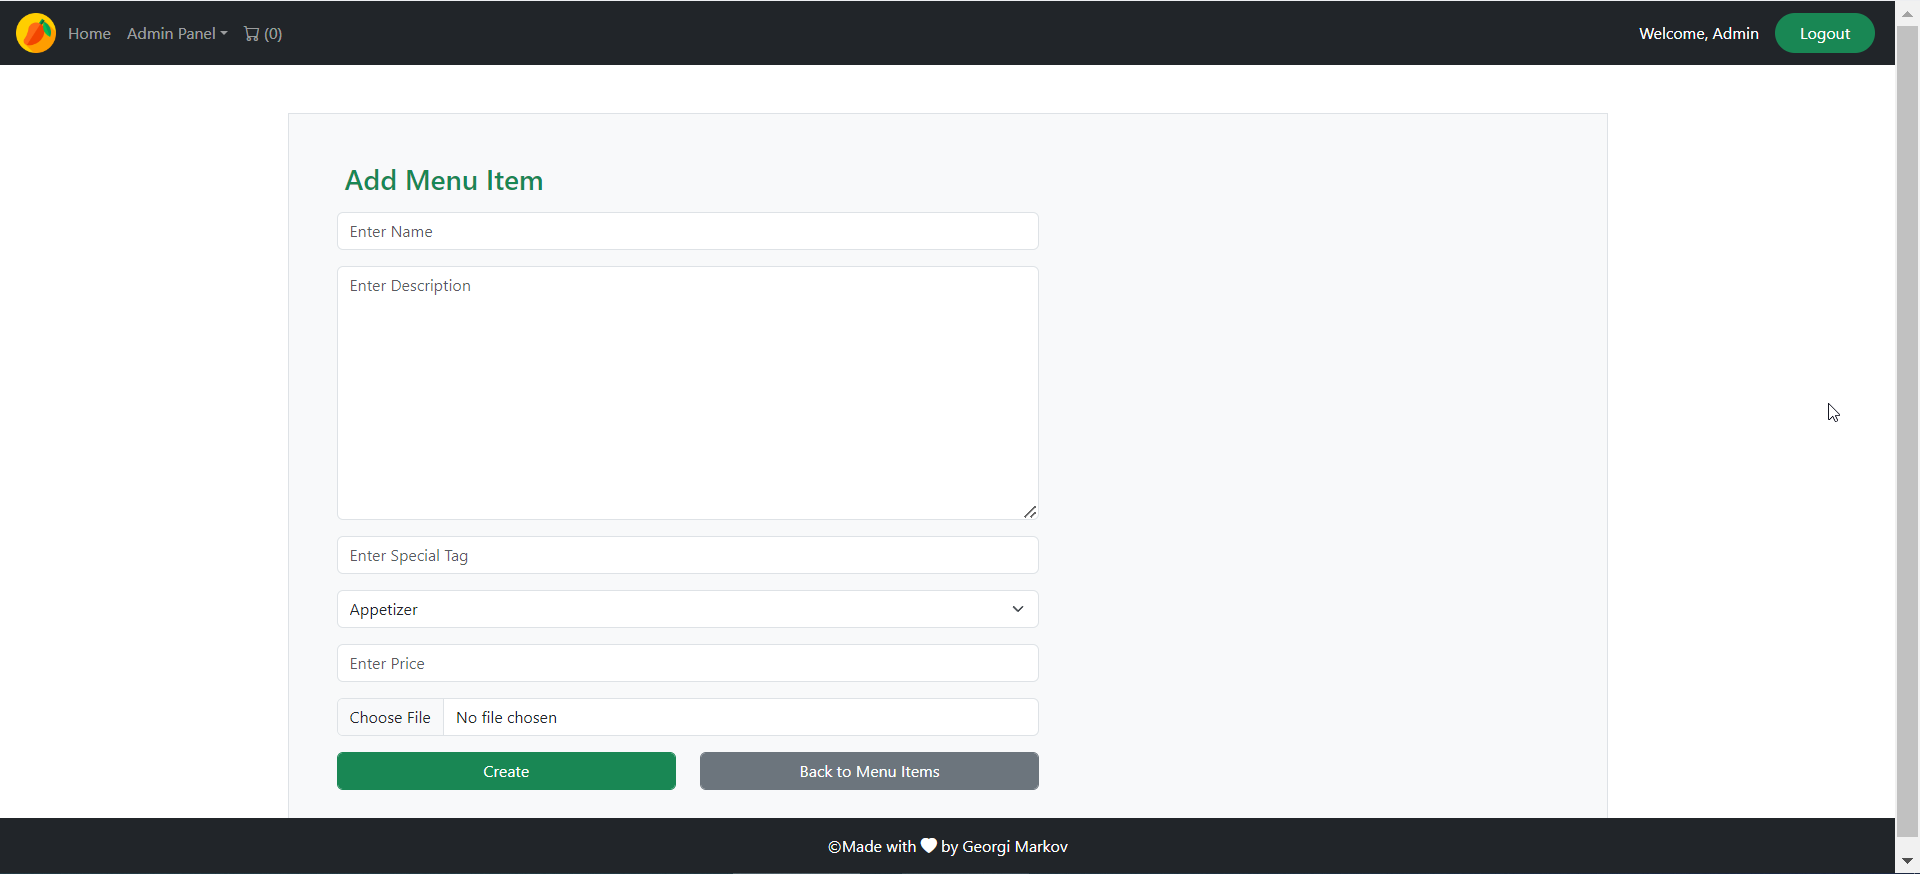 Home Admin Panel (0) Welcome, Admin Logout
Add Menu Item
Enter Name
Enter Description
Enter Special Tag
Appetizer
Enter Price
Choose File No file chosen
Create Back to Menu Items
©Made with by Georgi Markov